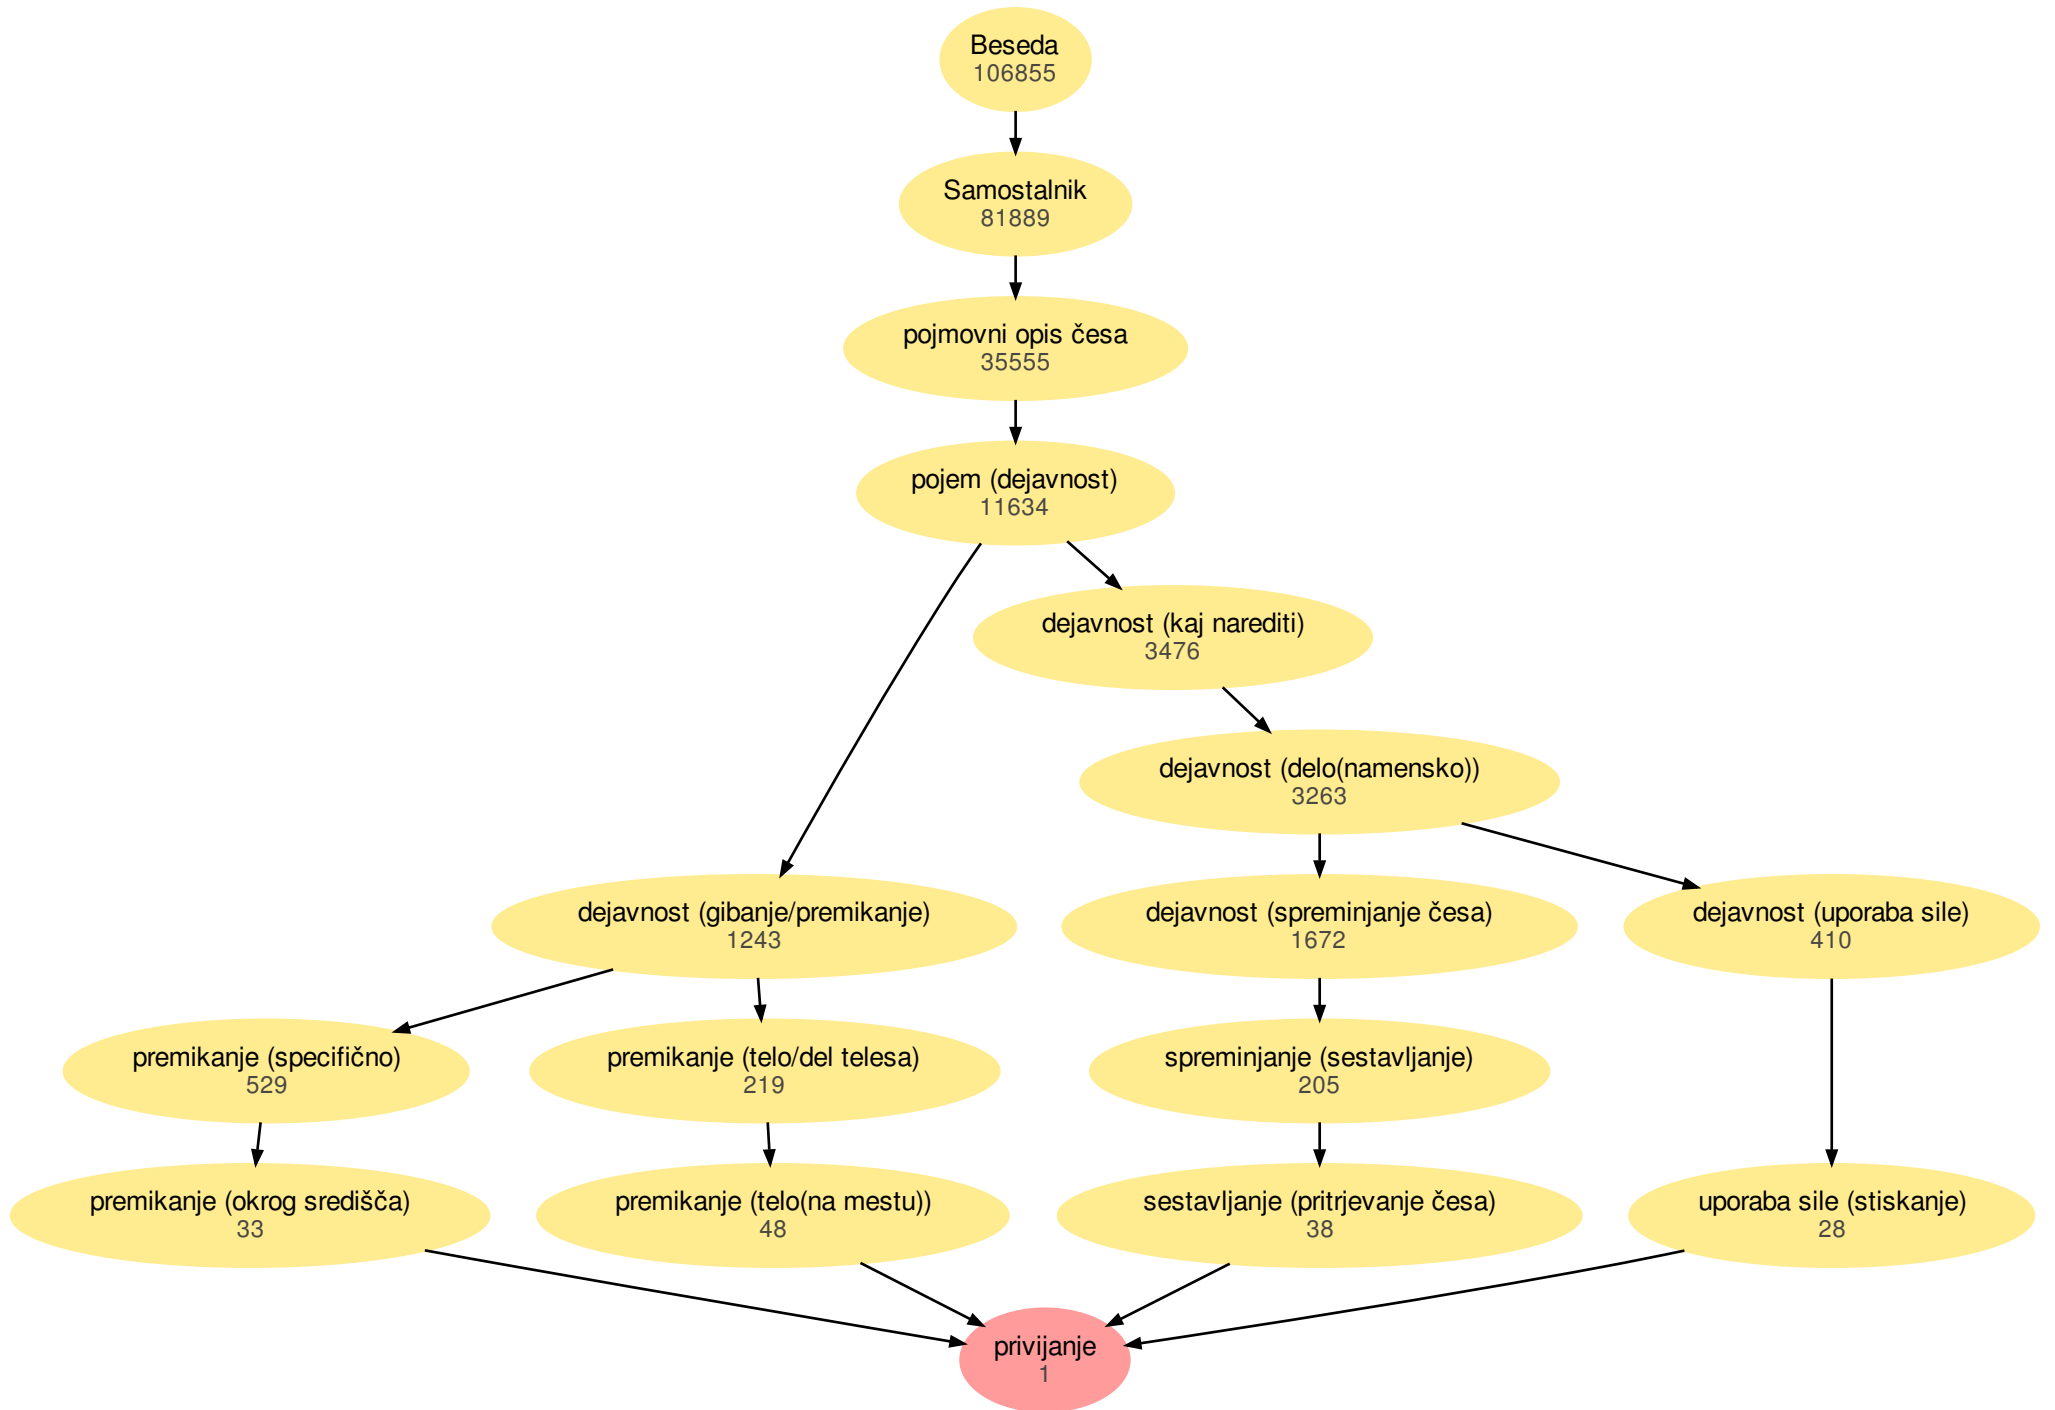 Beseda
106855
Samostalnik
81889
pojmovni opis česa
35555
pojem (dejavnost)
11634
dejavnost (kaj narediti)
3476
dejavnost (delo(namensko))
3263
dejavnost (gibanje/premikanje)
1243
dejavnost (spreminjanje česa)
1672
dejavnost (uporaba sile)
410
premikanje (specifično)
529
premikanje (telo/del telesa)
219
spreminjanje (sestavljanje)
205
premikanje (okrog središča)
33
premikanje (telo(na mestu))
48
sestavljanje (pritrjevanje česa)
38
uporaba sile (stiskanje)
28
privijanje
1